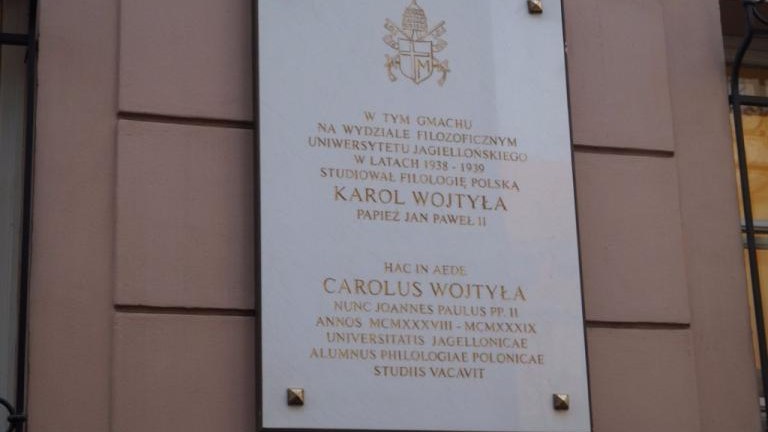 M
W TYM GMACHU
NA WYDZIALE FILOZOFICZNYM
UNIWERSYTETU JAGIELLOŃSKIEGO
W LATACH 1938 - 1939
STUDIOWAŁ FILOLOGIĘ POLSKĄ
KAROL WOJTYŁA
PAPIEŻ JAN PAWEŁ II
HAC IN AEDE
CAROLUS WOJTYŁA
NUNC JOANNES PAULUS PP. II
ANNOS MCMXXXVIII - MCMXXXIX
UNIVERSITATIS JAGELLONICAE
ALUMNUS PHILOLOGIAE POLONICAE
STUDIIS VACAVIT